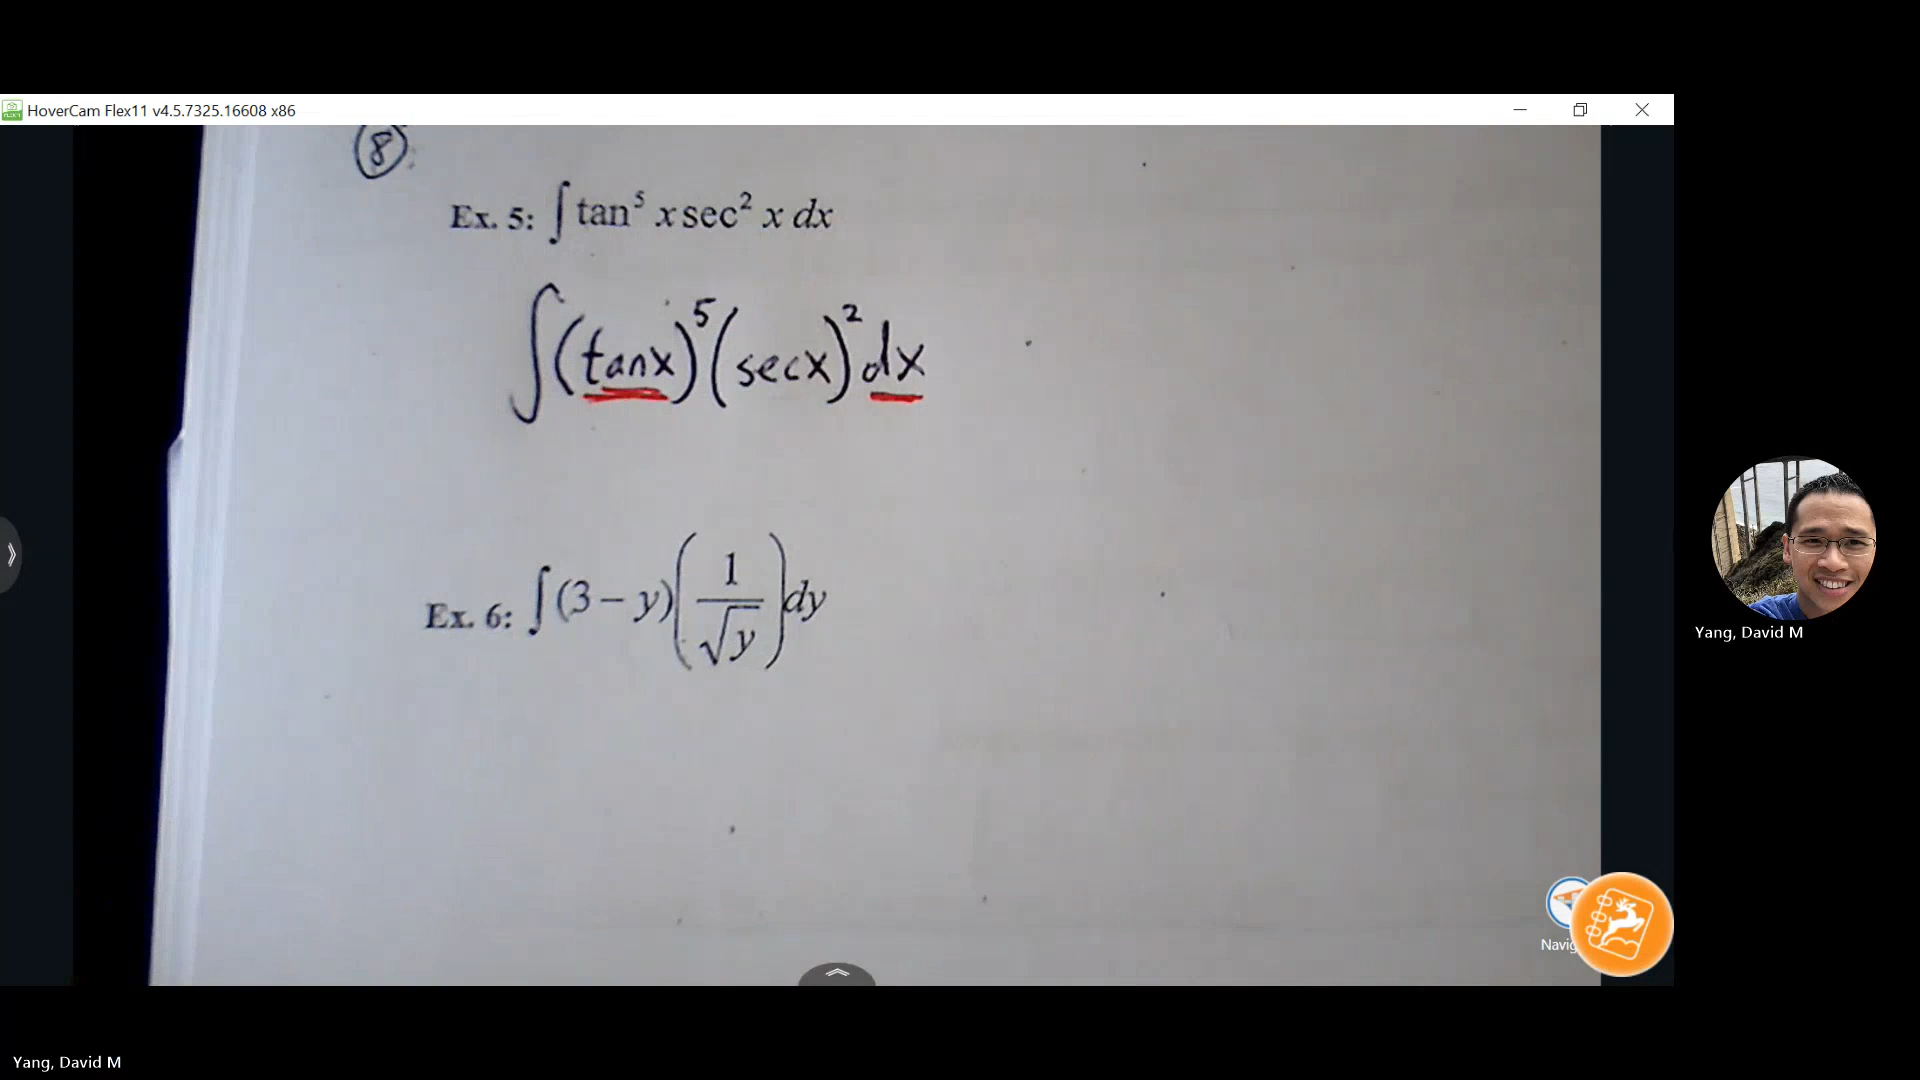 HoverCam Flex11 v4.5.7325.16608 x86
8
Ex. 5: ∫ tan⁵ x sec² x dx
∫(tanx)⁵(secx)² dx
Ex. 6: ∫(3 − y)(1/√y)dy
Navig
Yang, David M
Yang, David M